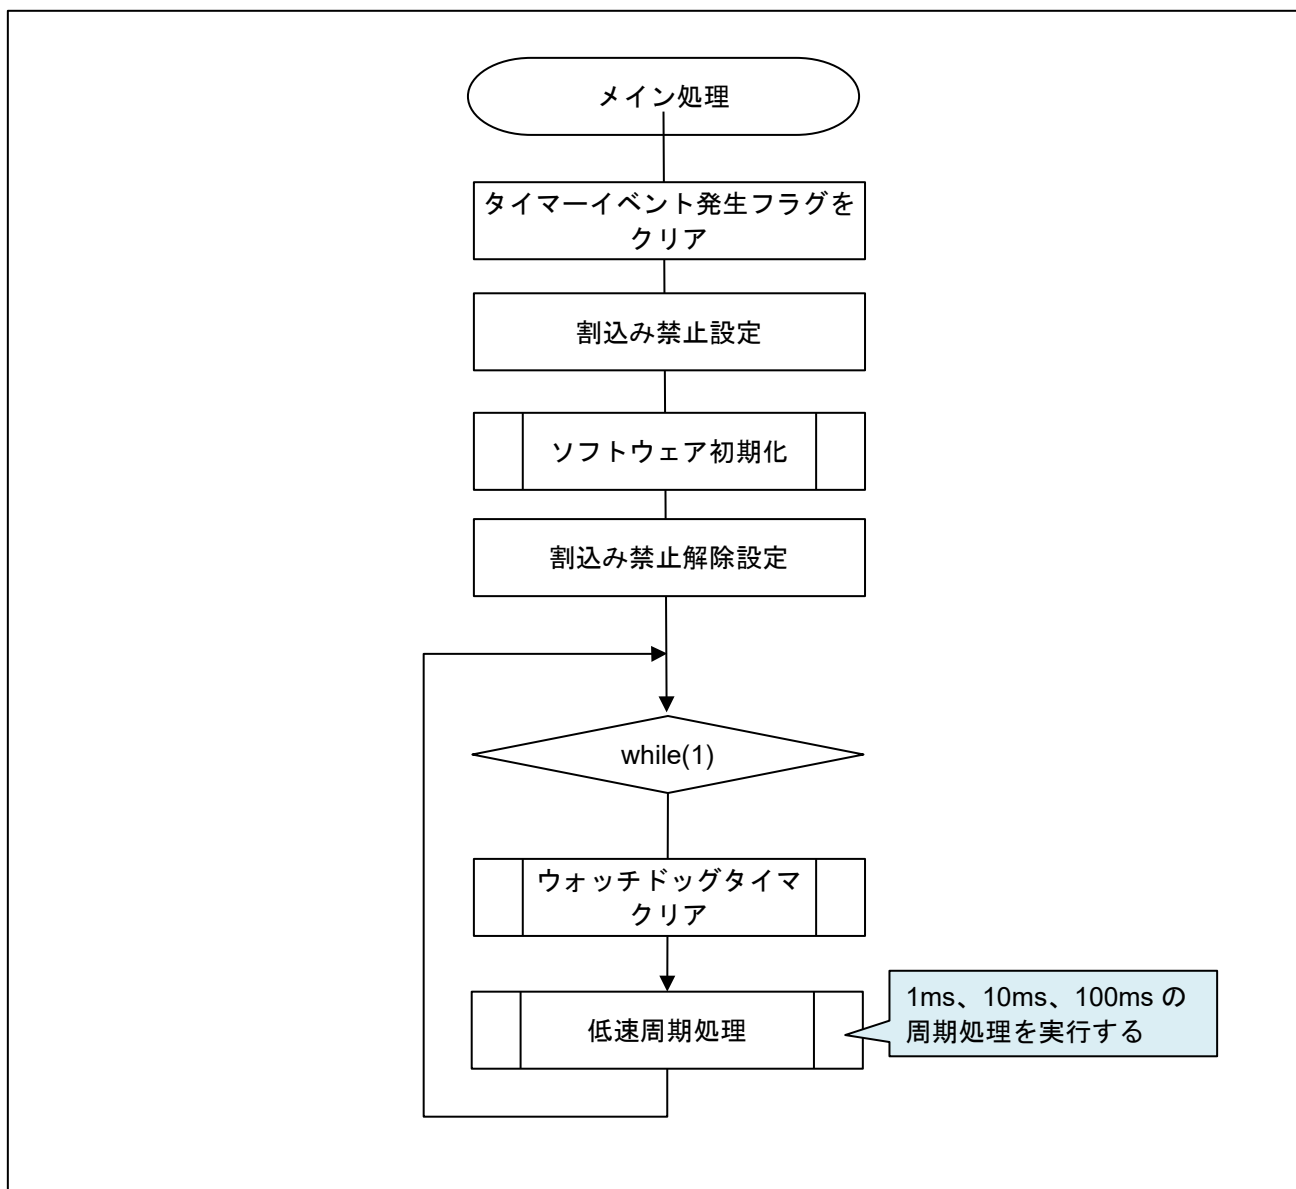 メイン処理
タイマーイベント発生フラグを
クリア
割込み禁止設定
ソフトウェア初期化
割込み禁止解除設定
while(1)
ウォッチドッグタイマ
クリア
低速周期処理
1ms、10ms、100ms の
周期処理を実行する